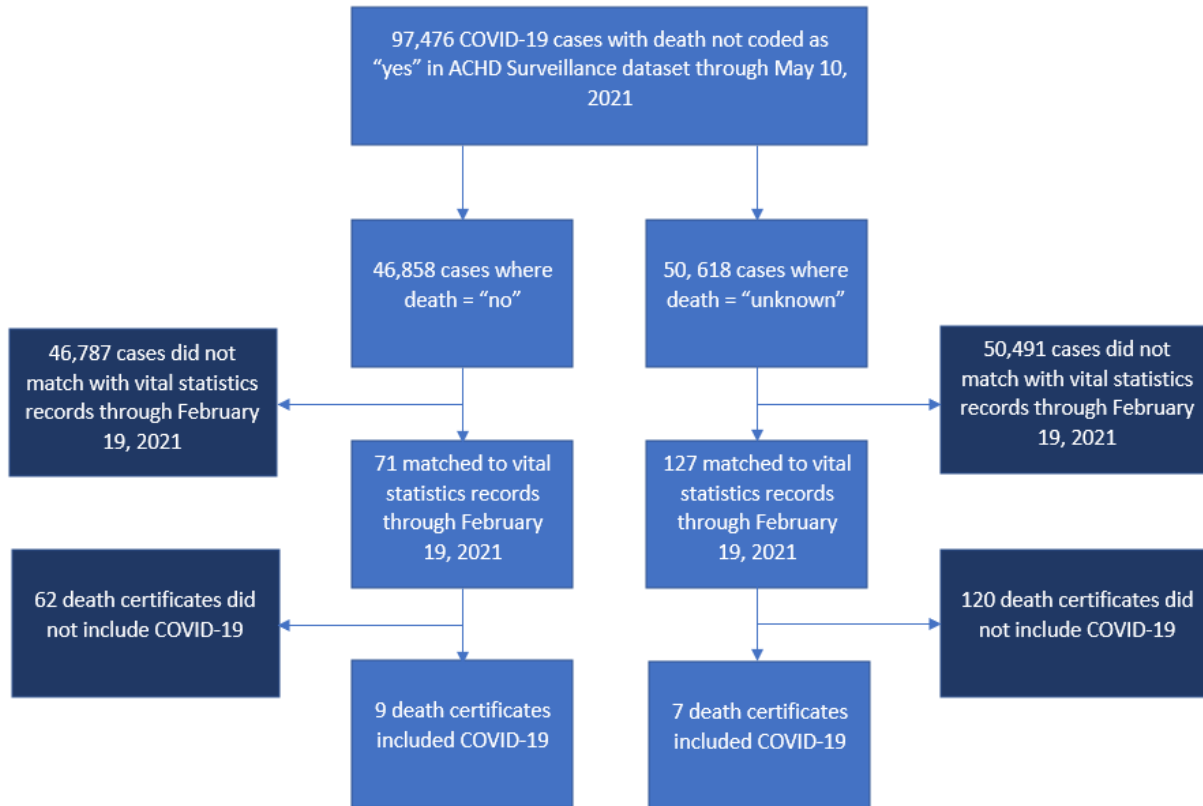 97,476 COVID-19 cases with death not coded as
“yes” in ACHD Surveillance dataset through May 10,
2021
46,858 cases where
death = “no”
50, 618 cases where
death = “unknown”
46,787 cases did not
match with vital statistics
records through February
19, 2021
50,491 cases did not
match with vital statistics
records through February
19, 2021
71 matched to vital
statistics records
through February
19, 2021
127 matched to vital
statistics records
through February
19, 2021
62 death certificates did
not include COVID-19
120 death certificates did
not include COVID-19
9 death certificates
included COVID-19
7 death certificates
included COVID-19